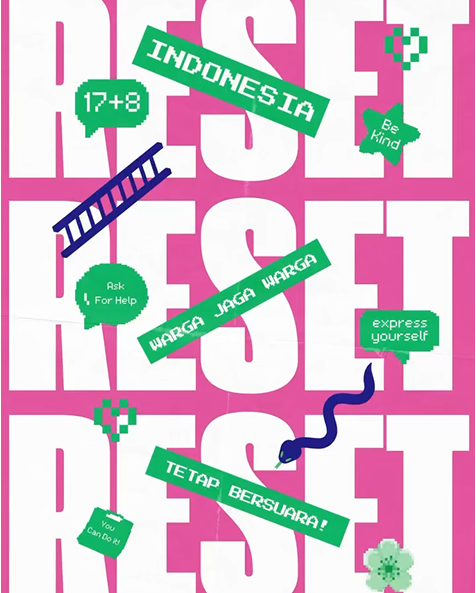 RESET
INDONESIA
17+8
Be
Kind
RESET
Ask
For Help
WARGA JAGA WARGA
express
yourself
RESET
TETAP BERSUARA!
You
Can Do it!